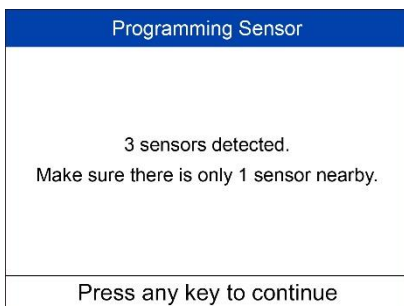 Programming Sensor
3 sensors detected.
Make sure there is only 1 sensor nearby.
Press any key to continue